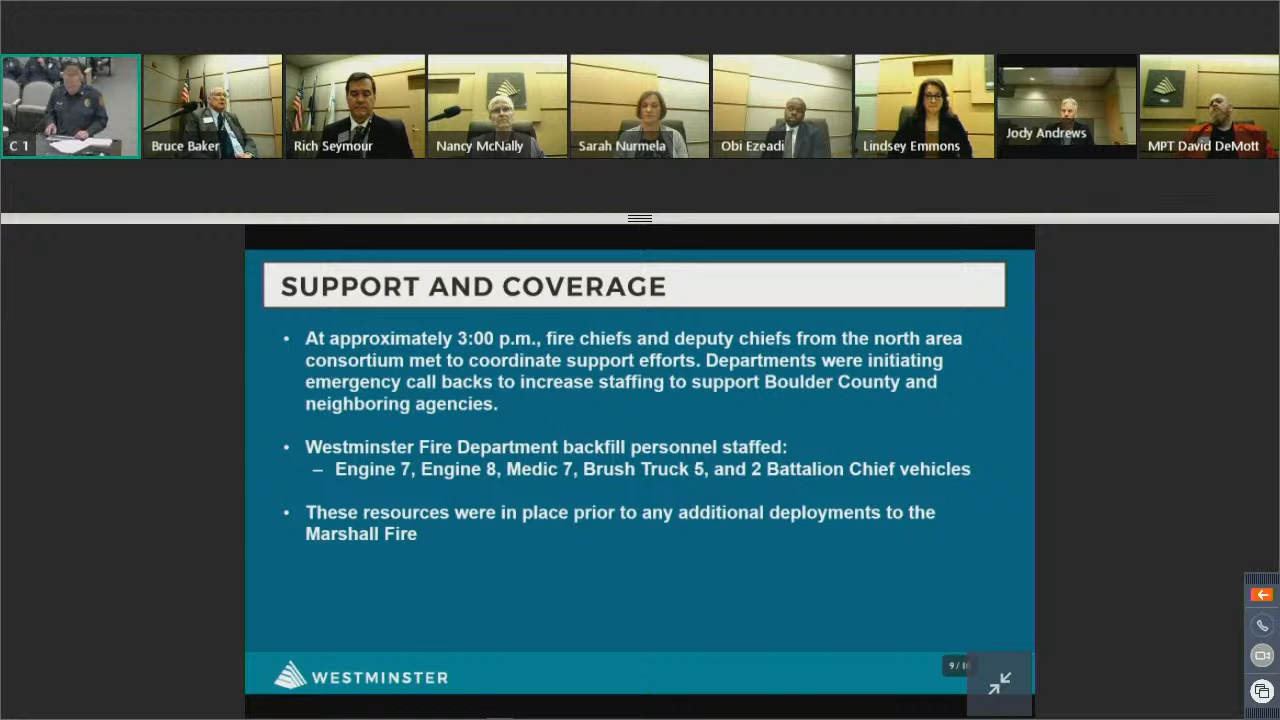 C 1
Bruce Baker
Rich Seymour
Nancy McNally
Sarah Nurmela
Obi Ezeadi
Lindsey Emmons
Jody Andrews
MPT David DeMott
SUPPORT AND COVERAGE
• At approximately 3:00 p.m., fire chiefs and deputy chiefs from the north area
consortium met to coordinate support efforts. Departments were initiating
emergency call backs to increase staffing to support Boulder County and
neighboring agencies.
• Westminster Fire Department backfill personnel staffed:
– Engine 7, Engine 8, Medic 7, Brush Truck 5, and 2 Battalion Chief vehicles
• These resources were in place prior to any additional deployments to the
Marshall Fire
WESTMINSTER